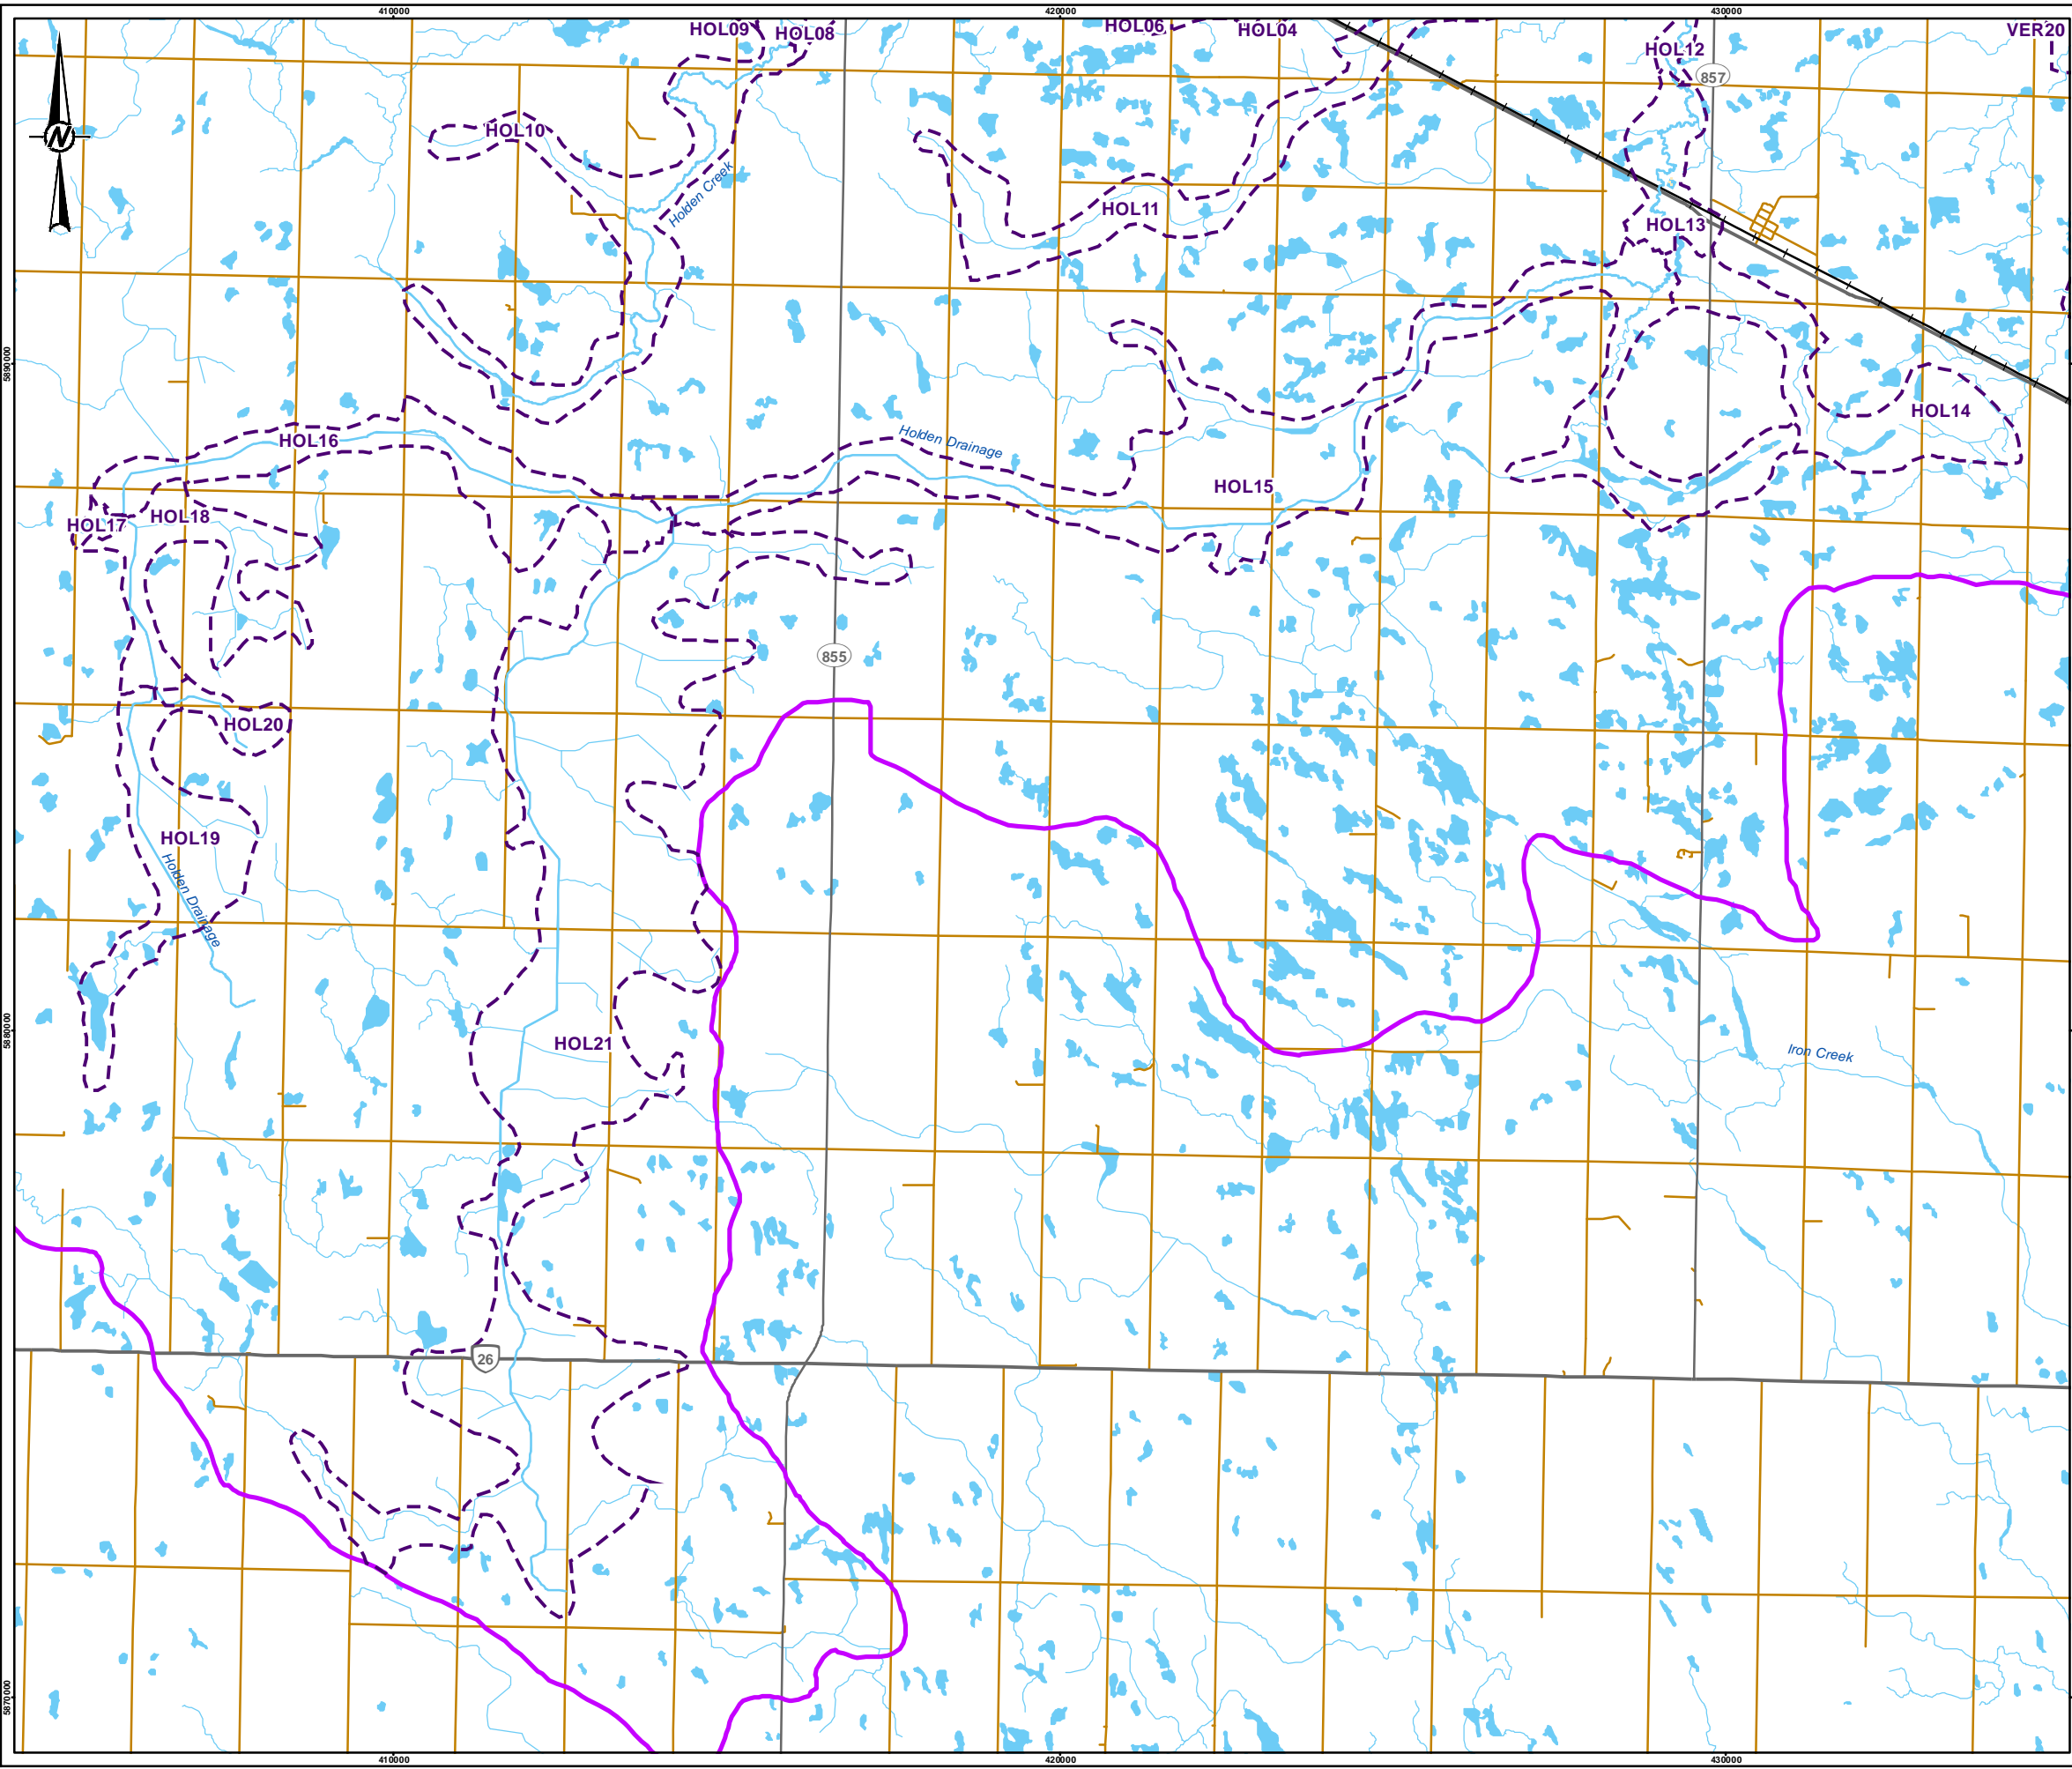 410000
420000
430000
HOL09
HOL08
HOL06
HOL04
HOL12
VER20
857
N
HOL10
Holden Creek
HOL11
HOL13
5890000
HOL14
HOL16
Holden Drainage
HOL15
HOL17
HOL18
855
HOL20
HOL19
Holden Drainage
5880000
HOL21
Iron Creek
26
5870000
410000
420000
430000